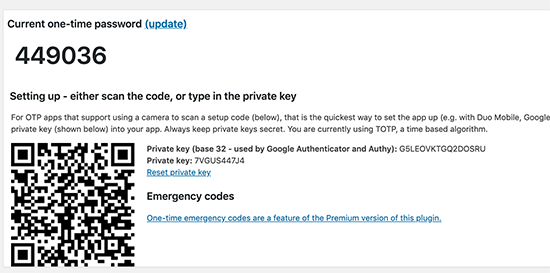 Current one-time password (update)
449036
Setting up - either scan the code, or type in the private key
For OTP apps that support using a camera to scan a setup code (below), that is the quickest way to set the app up (e.g. with Duo Mobile, Google
private key (shown below) into your app. Always keep private keys secret. You are currently using TOTP, a time based algorithm.
Private key (base 32 - used by Google Authenticator and Authy): G5LEOVKTGQ2DOSRU
Private key: 7VGUS447J4
Reset private key
Emergency codes
One-time emergency codes are a feature of the Premium version of this plugin.